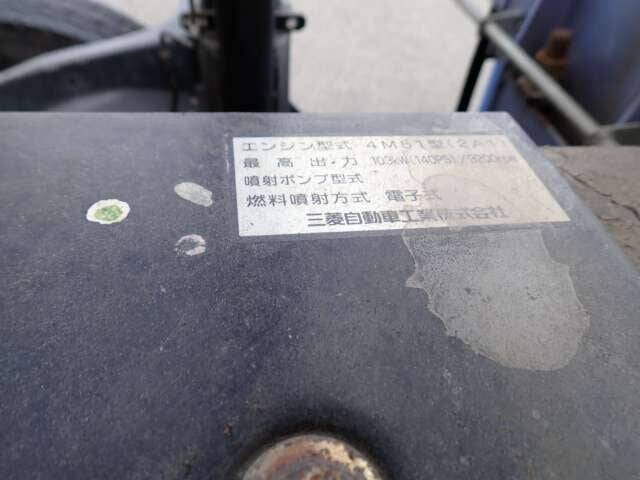 エンジン型式 4M51型(2A1)
最高出力 103kW(140PS)/3200rpm
噴射ポンプ型式
燃料噴射方式 電子式
三菱自動車工業株式会社